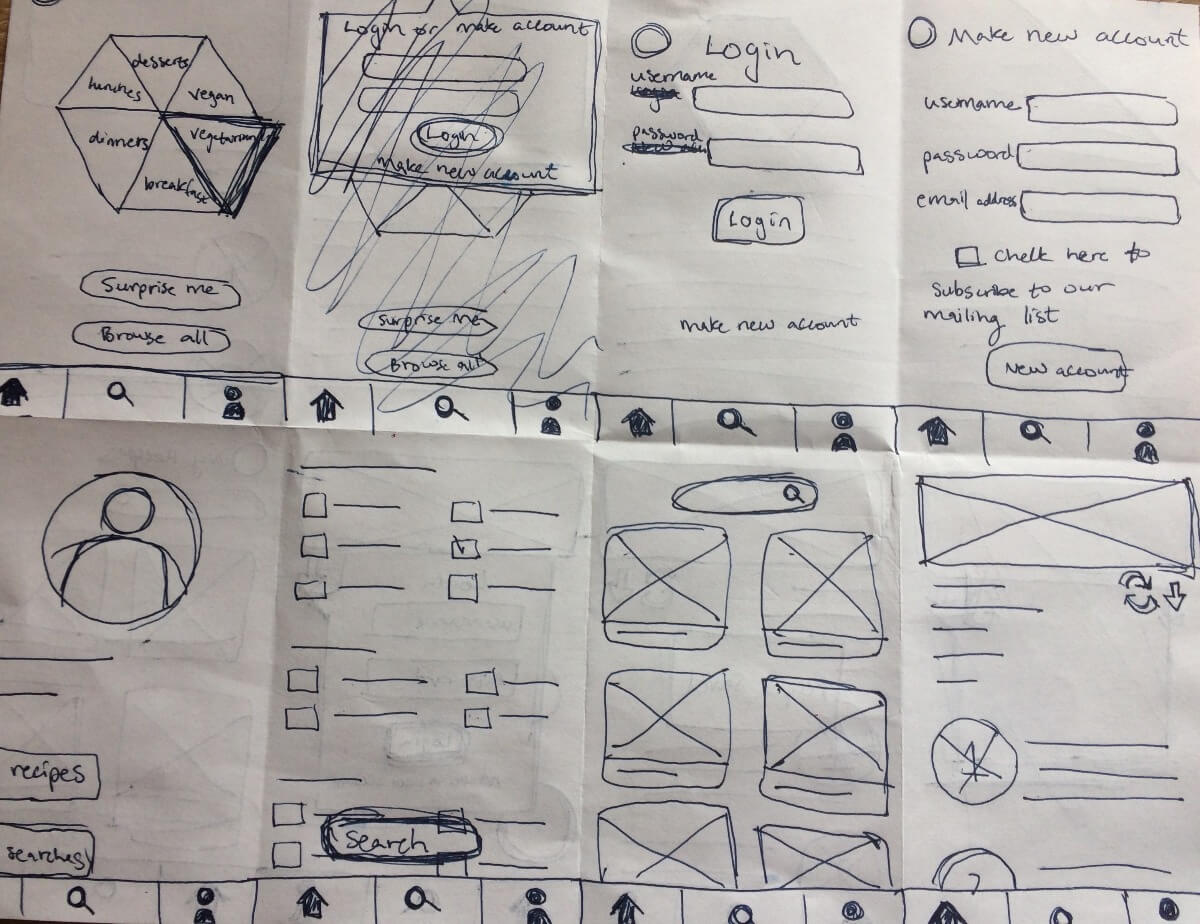 desserts
lunches
vegan
dinners
breakfast
Surprise me
Browse all
Login or make account
Login
make new account
Surprise me
Browse all
Login
username
password
Login
make new account
Make new account
username
password
email address
check here to
subscribe to our
mailing list
New account
recipes
searches
Search
1
2